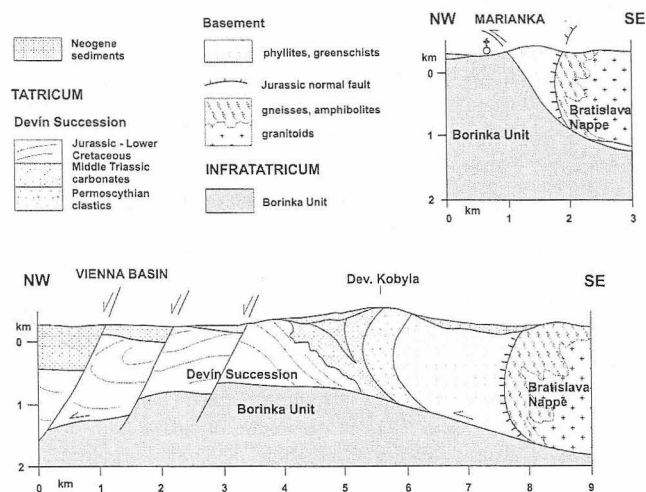 Neogene
sediments
TATRICUM
Devín Succession
Jurassic - Lower
Cretaceous
Middle Triassic
carbonates
Permoscythian
clastics
Basement
phyllites, greenschists
Jurassic normal fault
gneisses, amphibolites
granitoids
INFRATATRICUM
Borinka Unit
NW MARIANKA SE
km
0
1
2
Borinka Unit
Bratislava
Nappe
0 km 1 2 3
NW VIENNA BASIN Dev. Kobyla SE
km
0
1
2
Devín Succession
Borinka Unit
Bratislava
Nappe
0 km 1 2 3 4 5 6 7 8 9